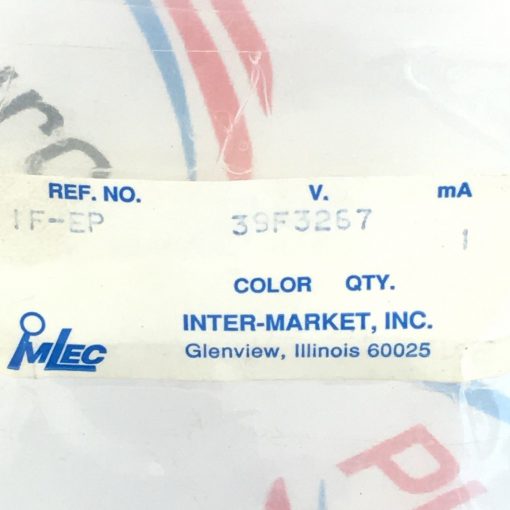 REF. NO. V. mA
IF-EP 39F3267
1
COLOR QTY.
INTER-MARKET, INC.
IMLEC Glenview, Illinois 60025